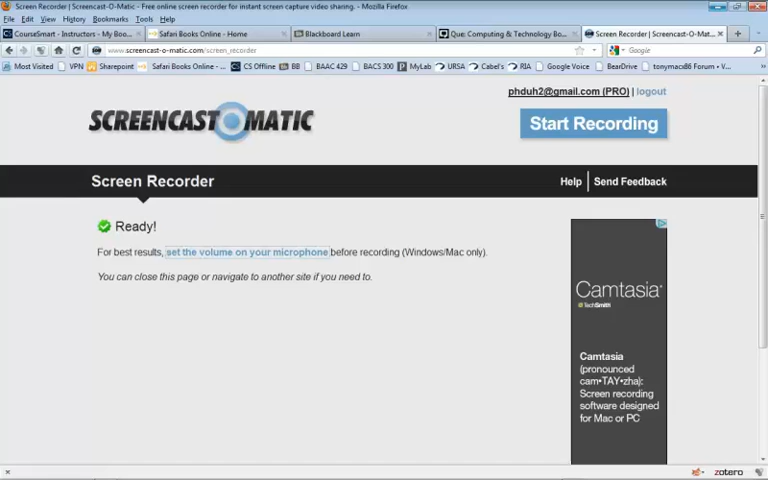 Screen Recorder | Screencast-O-Matic - Free online screen recorder for instant screen capture video sharing. - Mozilla Firefox
File Edit View History Bookmarks Tools Help
CourseSmart - Instructors - My Boo... Safari Books Online - Home Blackboard Learn Que: Computing & Technology Bo... Screen Recorder | Screencast-O-Mat...
www.screencast-o-matic.com/screen_recorder Google
Most Visited VPN Sharepoint Safari Books Online - ... CS Offline BB BAAC 429 BACS 300 MyLab URSA Cabel's RIA Google Voice BearDrive tonymacx86 Forum • V...
phduh2@gmail.com (PRO) | logout
SCREENCAST MATIC
Start Recording
Screen Recorder
Help Send Feedback
Ready!
For best results, set the volume on your microphone before recording (Windows/Mac only).
You can close this page or navigate to another site if you need to.
Camtasia
TechSmith
Camtasia
(pronounced
cam•TAY•zha):
Screen recording
software designed
for Mac or PC
zotero